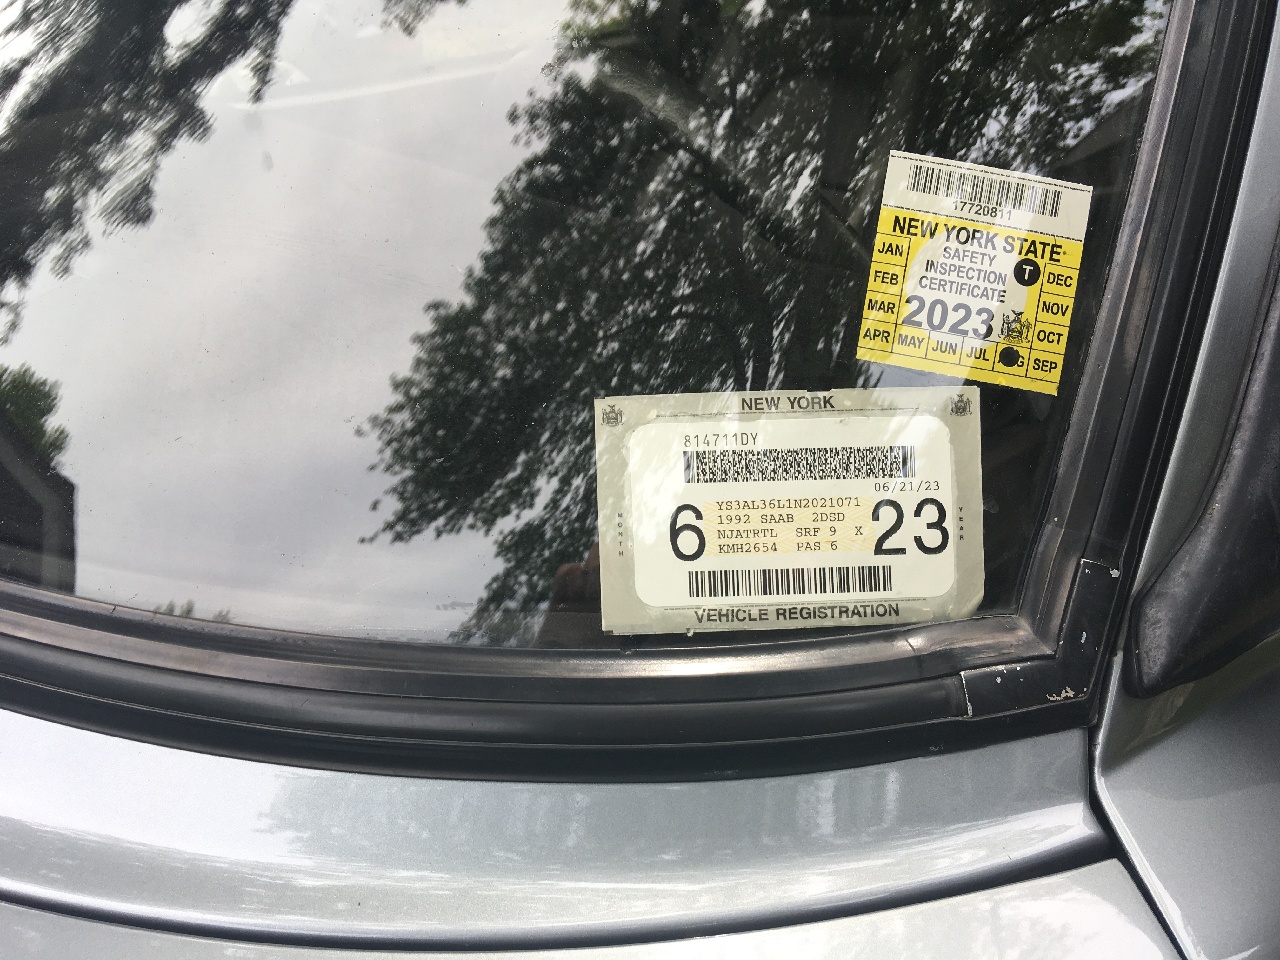 17720811
NEW YORK STATE
SAFETY
INSPECTION
CERTIFICATE
T
2023
JAN
FEB
MAR
APR
MAY
JUN
JUL
SEP
OCT
NOV
DEC
NEW YORK
814711DY
06/21/23
MONTH
6
YS3AL36L1N2021071
1992 SAAB 2DSD
NJATRTL SRF 9 X
KMH2654 PAS 6
23
YEAR
VEHICLE REGISTRATION